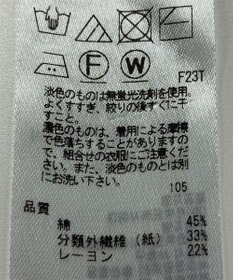 F W
F23T
淡色のものは無蛍光洗剤を使用、
よくすすぎ、絞りの後すぐに干
すこと。
濃色のものは、着用による摩擦
で色落ちすることがあります
ので、組合せの衣服にご注意くだ
さい。また、淡色のものとは別
にお洗い下さい。
105
品質
綿 45%
分類外繊維（紙） 33%
レーヨン 22%